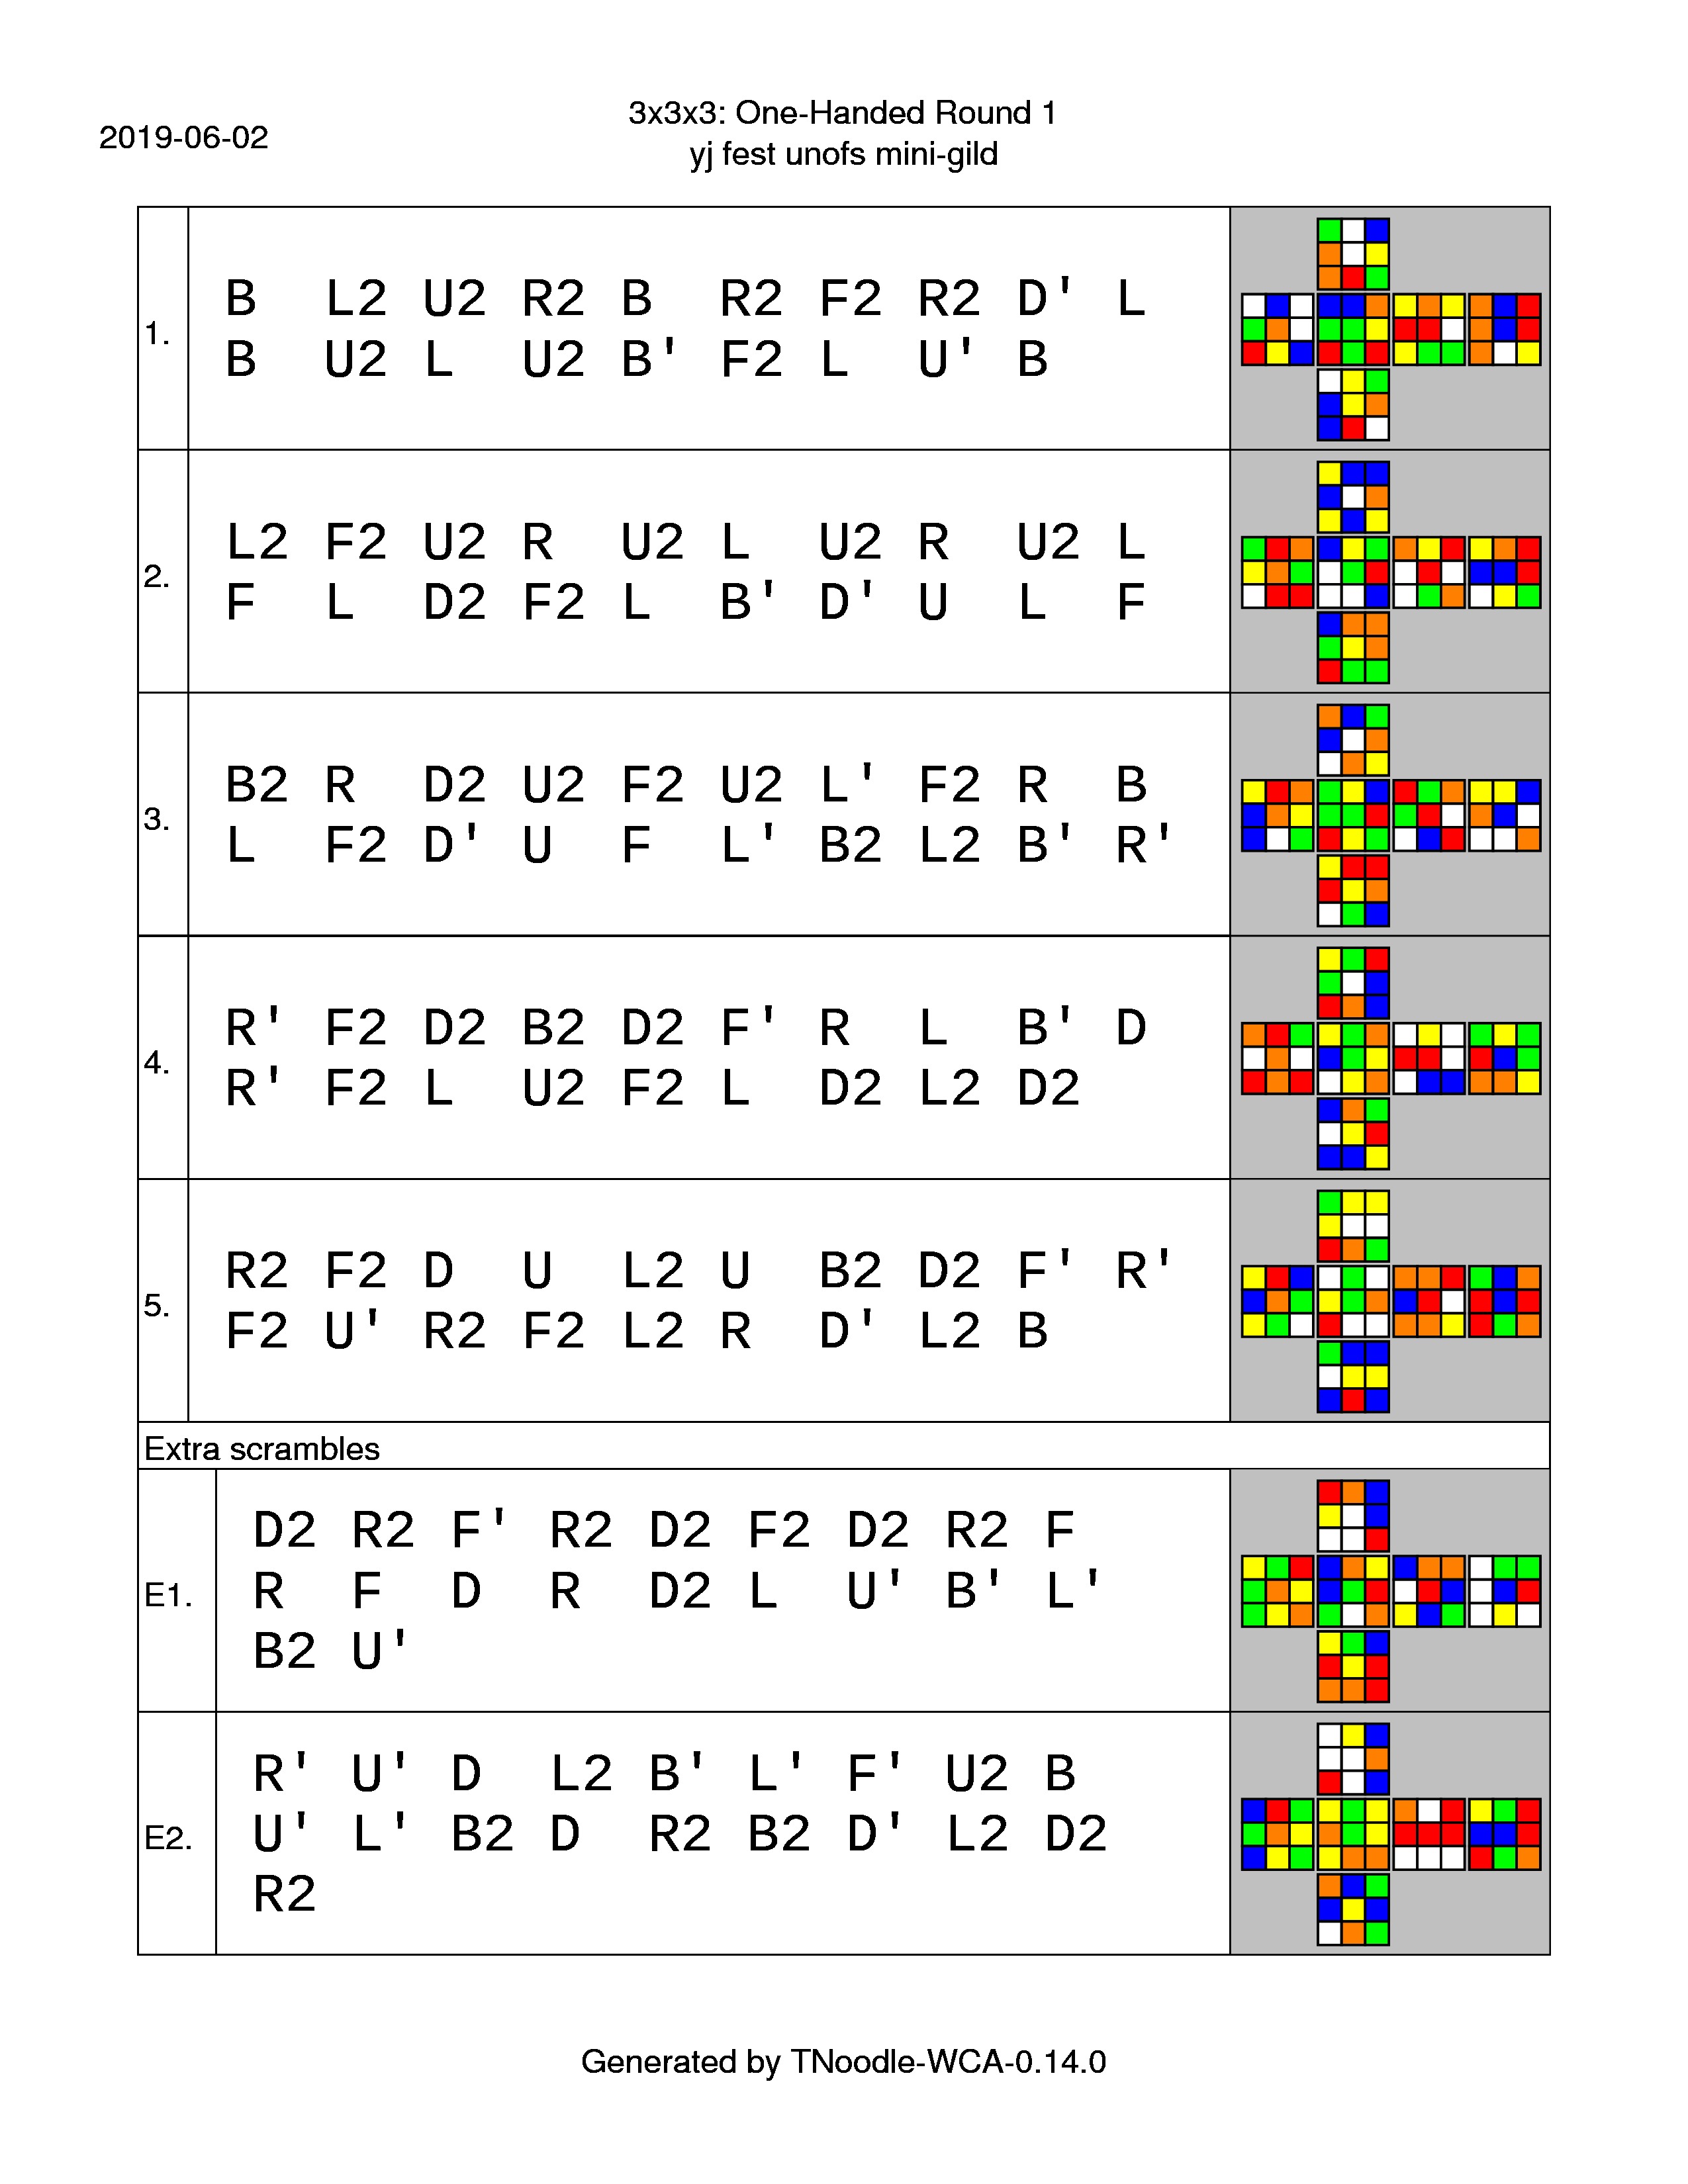 2019-06-02
3x3x3: One-Handed Round 1
yj fest unofs mini-gild
1.
B L2 U2 R2 B R2 F2 R2 D' L
B U2 L U2 B' F2 L U' B
2.
L2 F2 U2 R U2 L U2 R U2 L
F L D2 F2 L B' D' U L F
3.
B2 R D2 U2 F2 U2 L' F2 R B
L F2 D' U F L' B2 L2 B' R'
4.
R' F2 D2 B2 D2 F' R L B' D
R' F2 L U2 F2 L D2 L2 D2
5.
R2 F2 D U L2 U B2 D2 F' R'
F2 U' R2 F2 L2 R D' L2 B
Extra scrambles
E1.
D2 R2 F' R2 D2 F2 D2 R2 F
R F D R D2 L U' B' L'
B2 U'
E2.
R' U' D L2 B' L' F' U2 B
U' L' B2 D R2 B2 D' L2 D2
R2
Generated by TNoodle-WCA-0.14.0